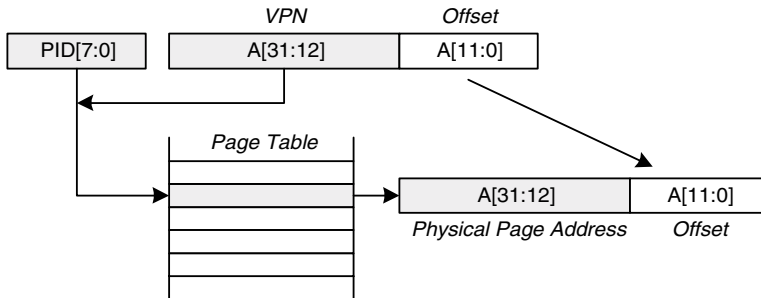 VPN Offset
PID[7:0] A[31:12] A[11:0]
Page Table
A[31:12] A[11:0]
Physical Page Address Offset